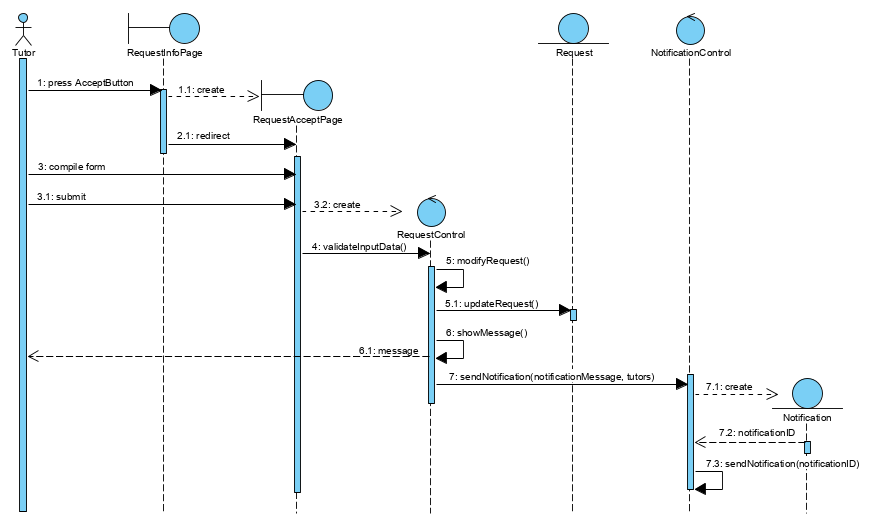 Tutor
RequestInfoPage
Request
NotificationControl
1: press AcceptButton
1.1: create
RequestAcceptPage
2.1: redirect
3: compile form
3.1: submit
3.2: create
RequestControl
4: validateInputData()
5: modifyRequest()
5.1: updateRequest()
6: showMessage()
6.1: message
7: sendNotification(notificationMessage, tutors)
7.1: create
Notification
7.2: notificationID
7.3: sendNotification(notificationID)